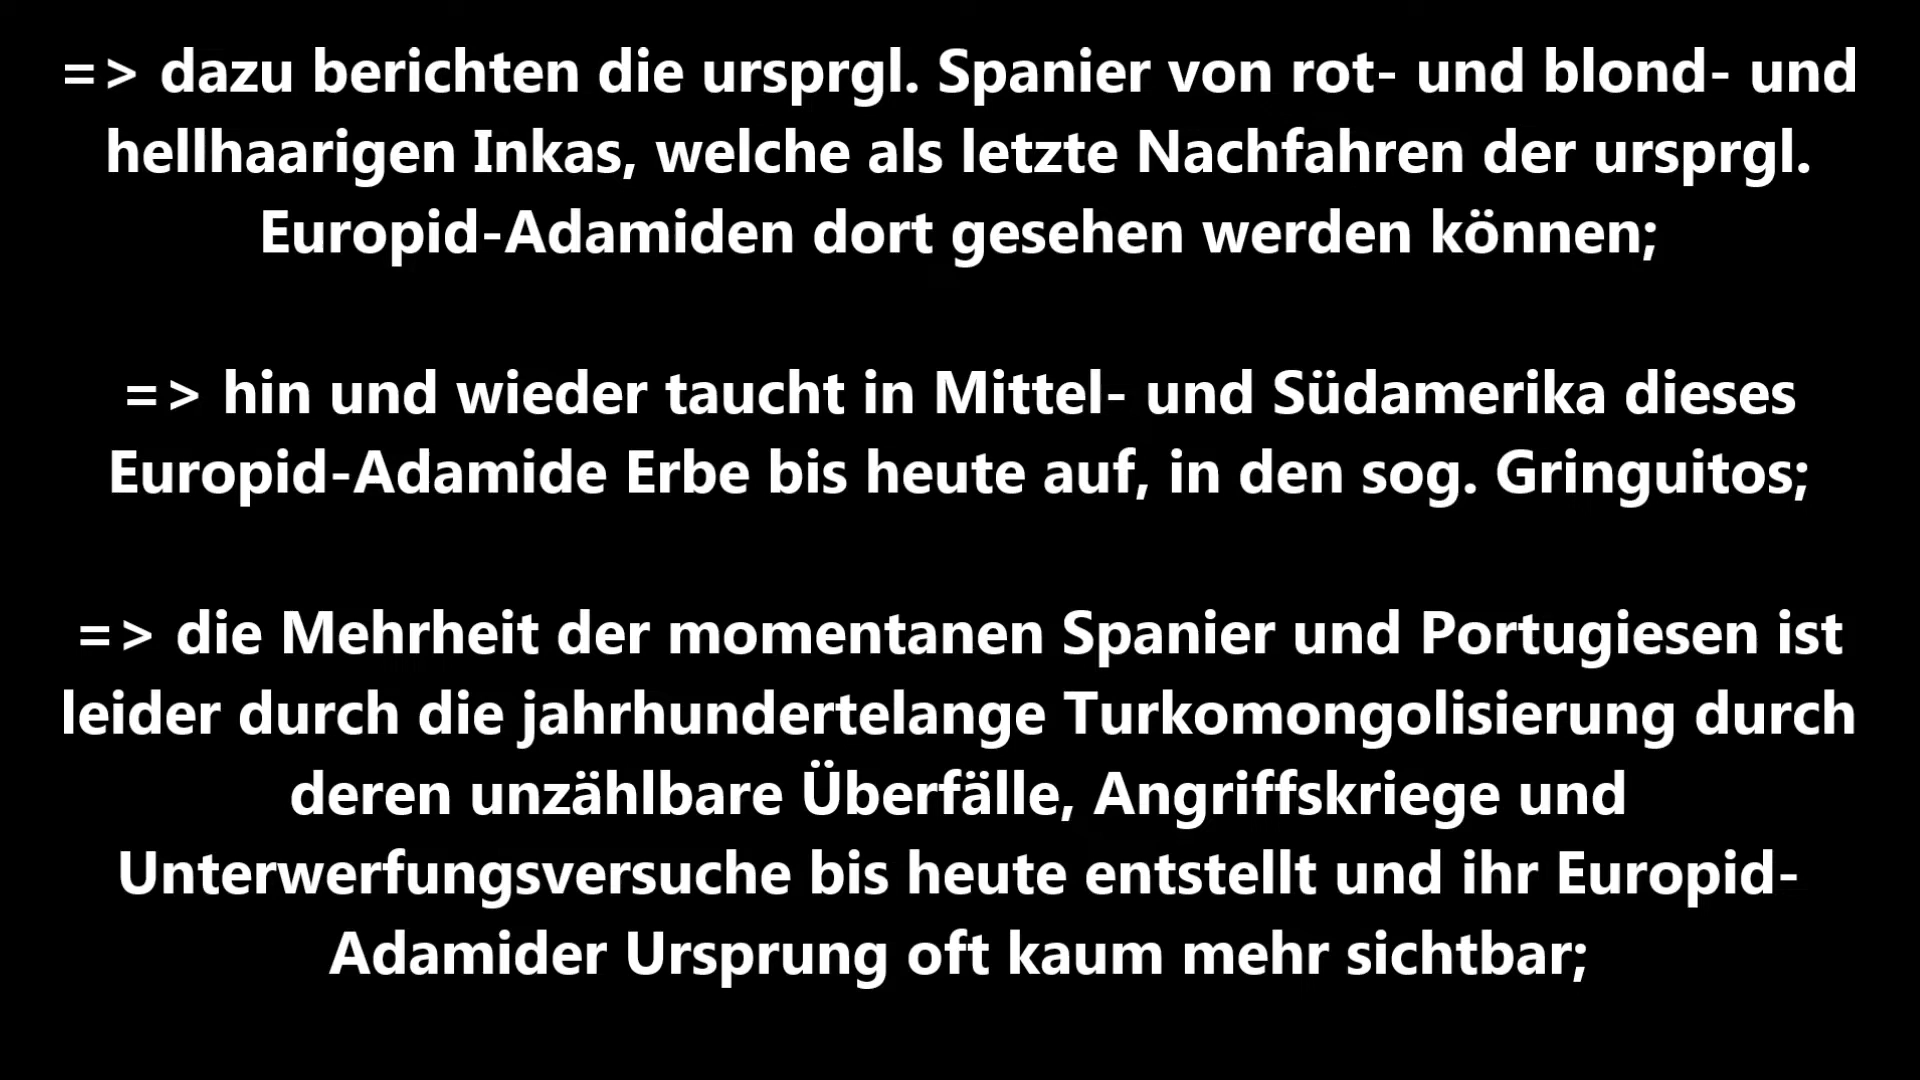 => dazu berichten die ursprgl. Spanier von rot- und blond- und
hellhaarigen Inkas, welche als letzte Nachfahren der ursprgl.
Europid-Adamiden dort gesehen werden können;
=> hin und wieder taucht in Mittel- und Südamerika dieses
Europid-Adamide Erbe bis heute auf, in den sog. Gringuitos;
=> die Mehrheit der momentanen Spanier und Portugiesen ist
leider durch die jahrhundertelange Turkomongolisierung durch
deren unzählbare Überfälle, Angriffskriege und
Unterwerfungsversuche bis heute entstellt und ihr Europid-
Adamider Ursprung oft kaum mehr sichtbar;